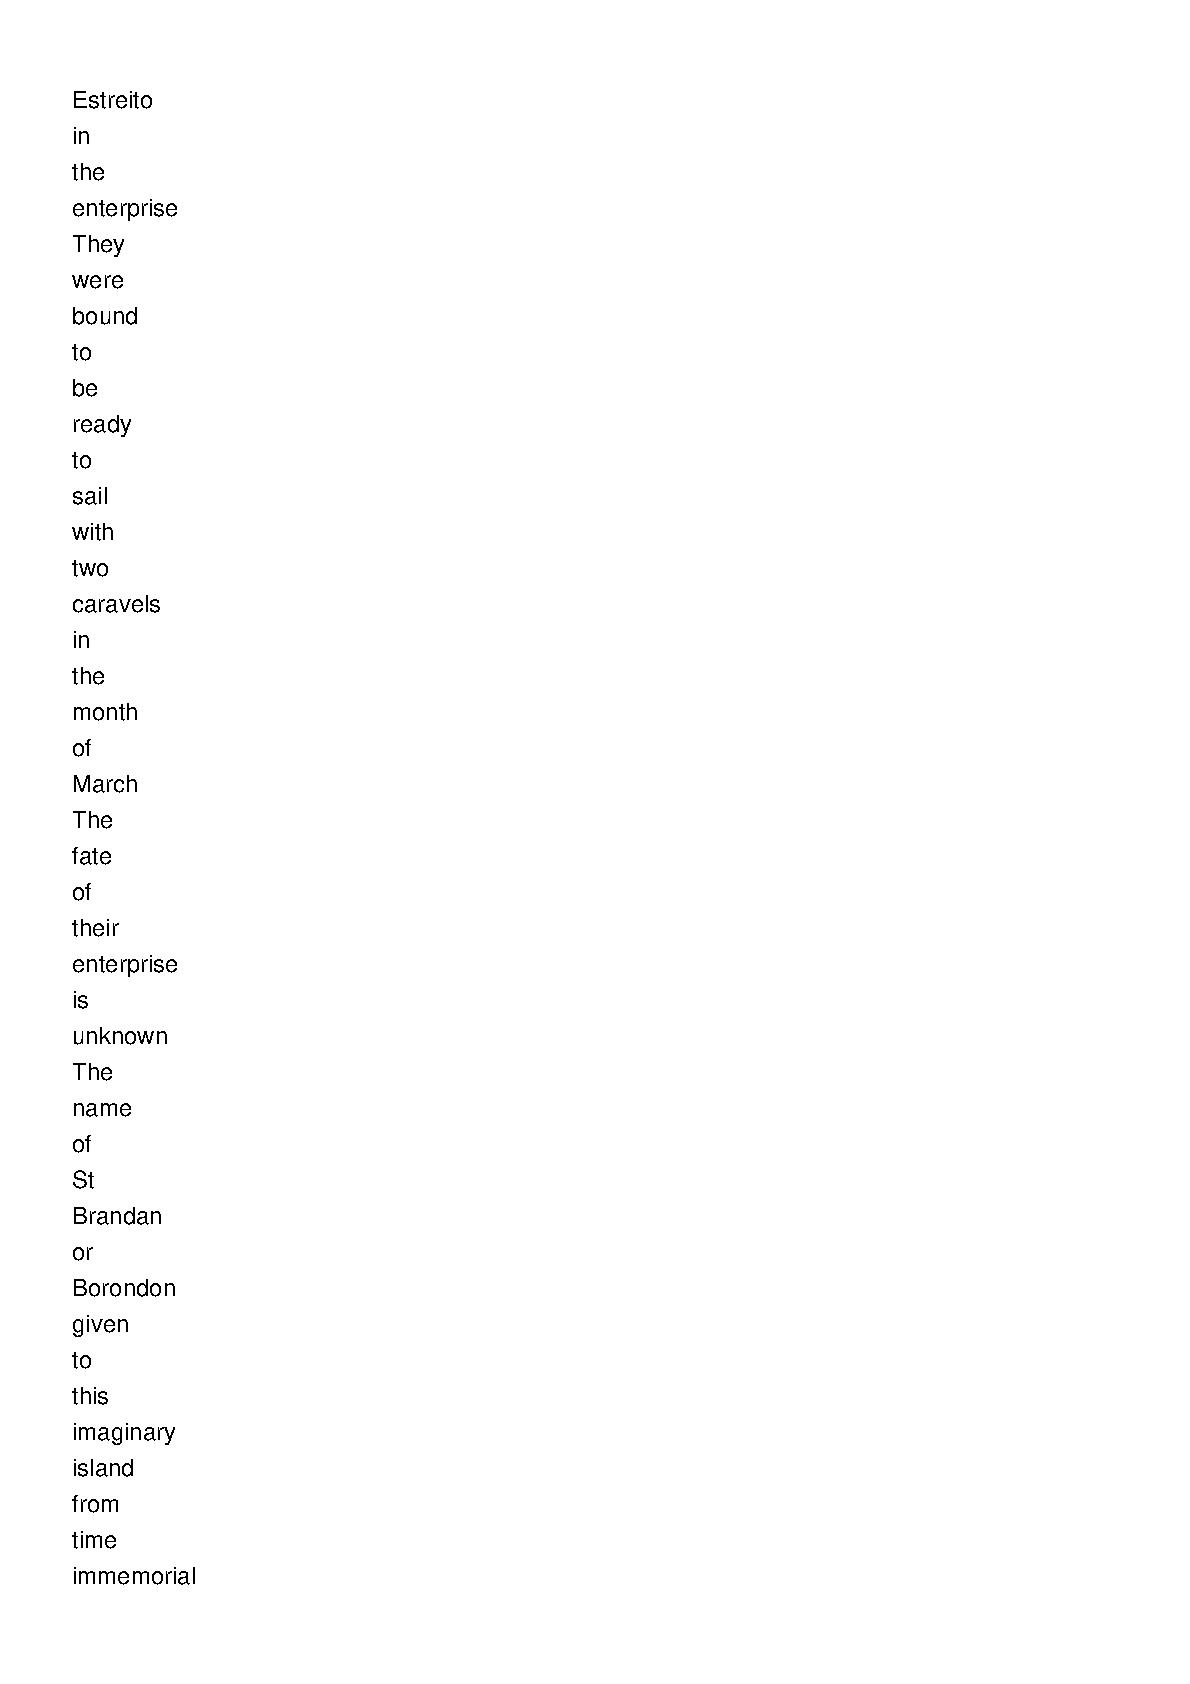 Estreito
in
the
enterprise
They
were
bound
to
be
ready
to
sail
with
two
caravels
in
the
month
of
March
The
fate
of
their
enterprise
is
unknown
The
name
of
St
Brandan
or
Borondon
given
to
this
imaginary
island
from
time
immemorial